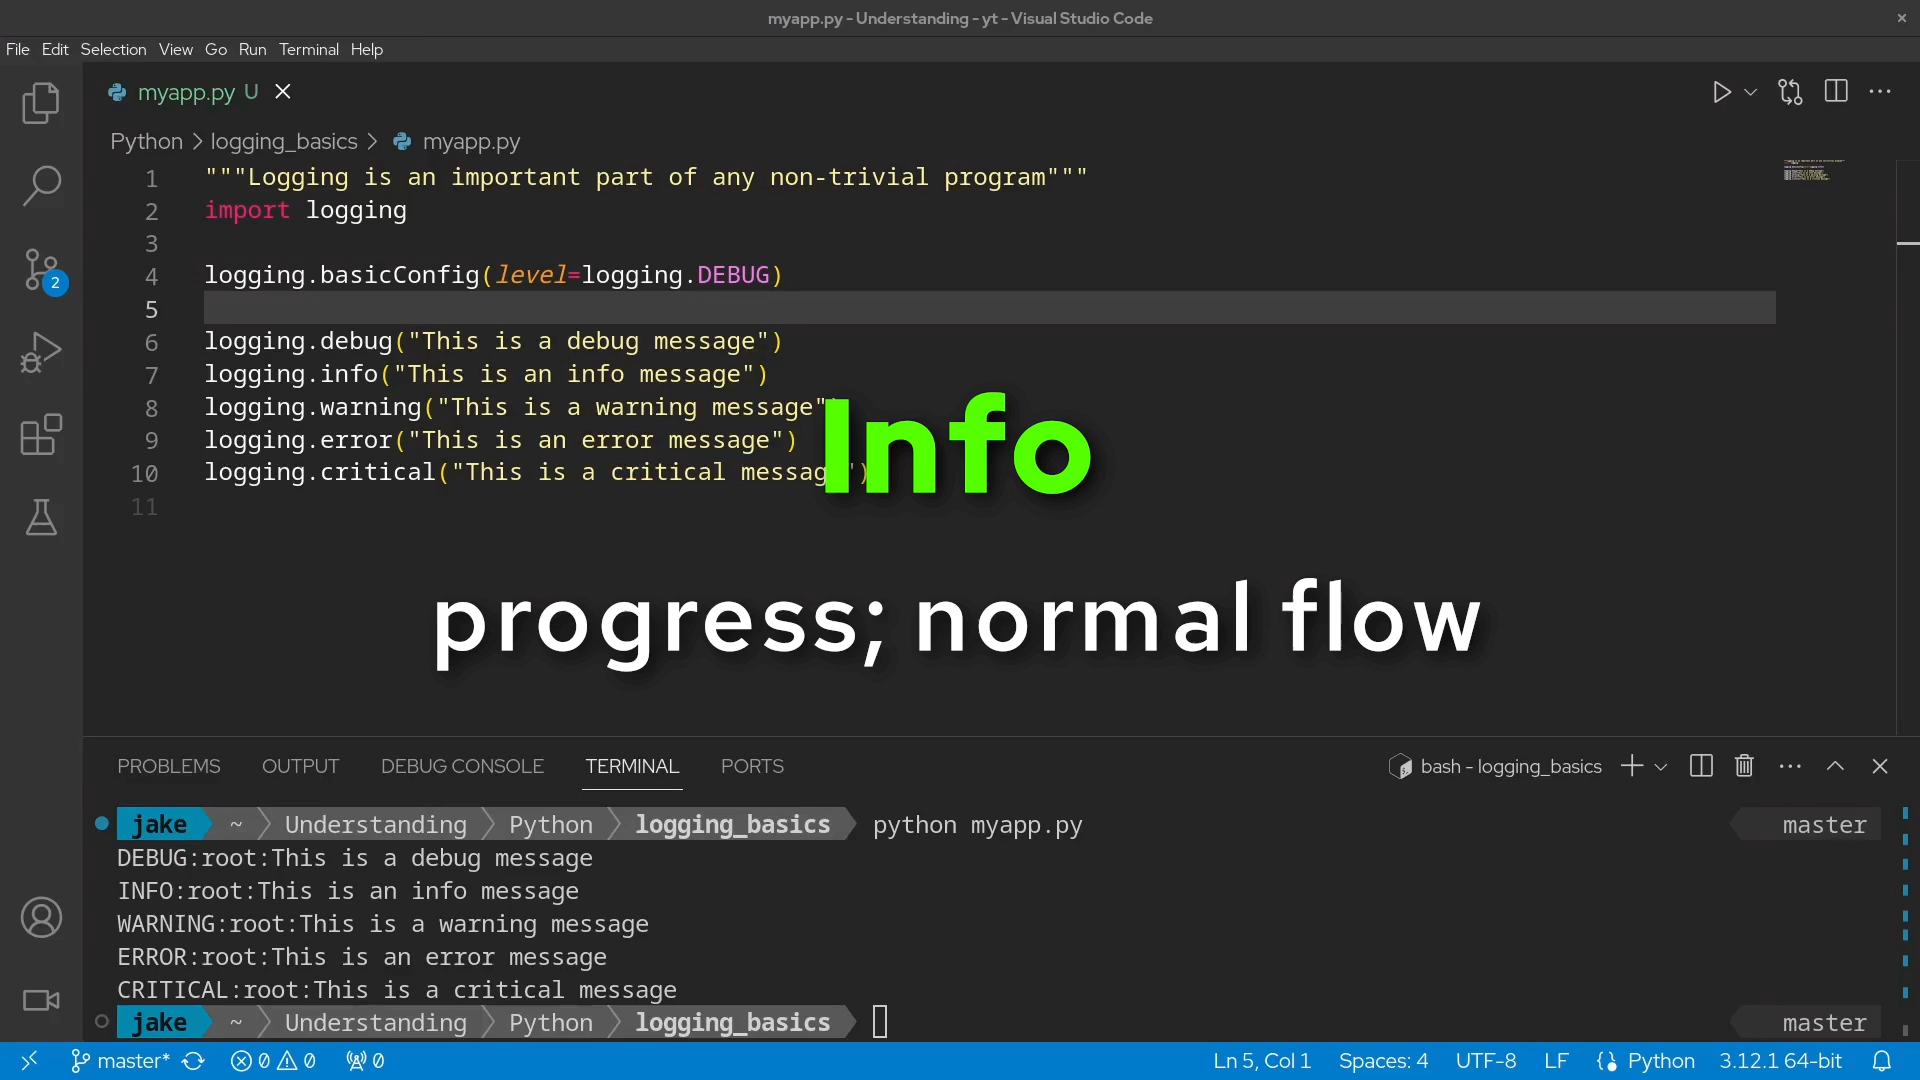 myapp.py - Understanding - yt - Visual Studio Code
File Edit Selection View Go Run Terminal Help
myapp.py U
Python > logging_basics > myapp.py
1 """Logging is an important part of any non-trivial program"""
2 import logging
3
4 logging.basicConfig(level=logging.DEBUG)
5
6 logging.debug("This is a debug message")
7 logging.info("This is an info message")
8 logging.warning("This is a warning message")
9 logging.error("This is an error message")
10 logging.critical("This is a critical message")
11
2
Info
progress; normal flow
PROBLEMS OUTPUT DEBUG CONSOLE TERMINAL PORTS
bash - logging_basics
jake ~ Understanding Python logging_basics python myapp.py master
DEBUG:root:This is a debug message
INFO:root:This is an info message
WARNING:root:This is a warning message
ERROR:root:This is an error message
CRITICAL:root:This is a critical message
jake ~ Understanding Python logging_basics master
master* 0 0 0 Ln 5, Col 1 Spaces: 4 UTF-8 LF Python 3.12.1 64-bit